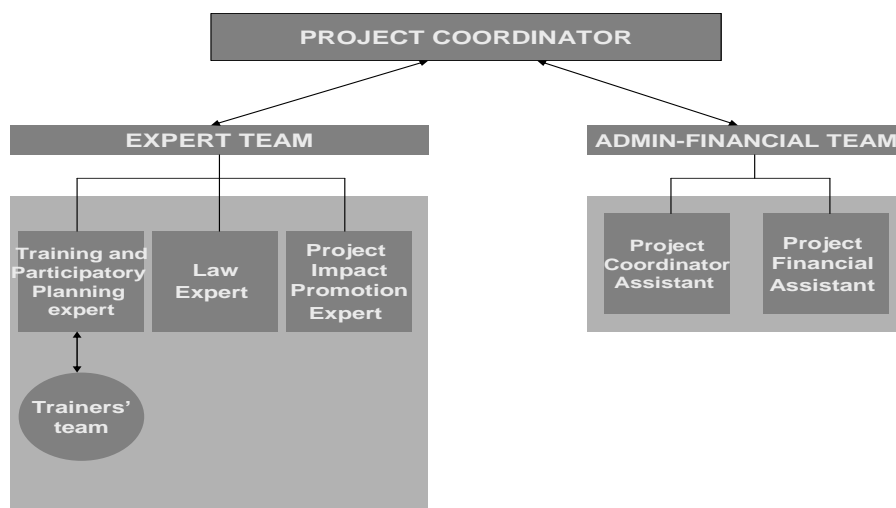 PROJECT COORDINATOR
EXPERT TEAM
ADMIN-FINANCIAL TEAM
Training and
Participatory
Planning
expert
Law
Expert
Project
Impact
Promotion
Expert
Project
Coordinator
Assistant
Project
Financial
Assistant
Trainers’
team